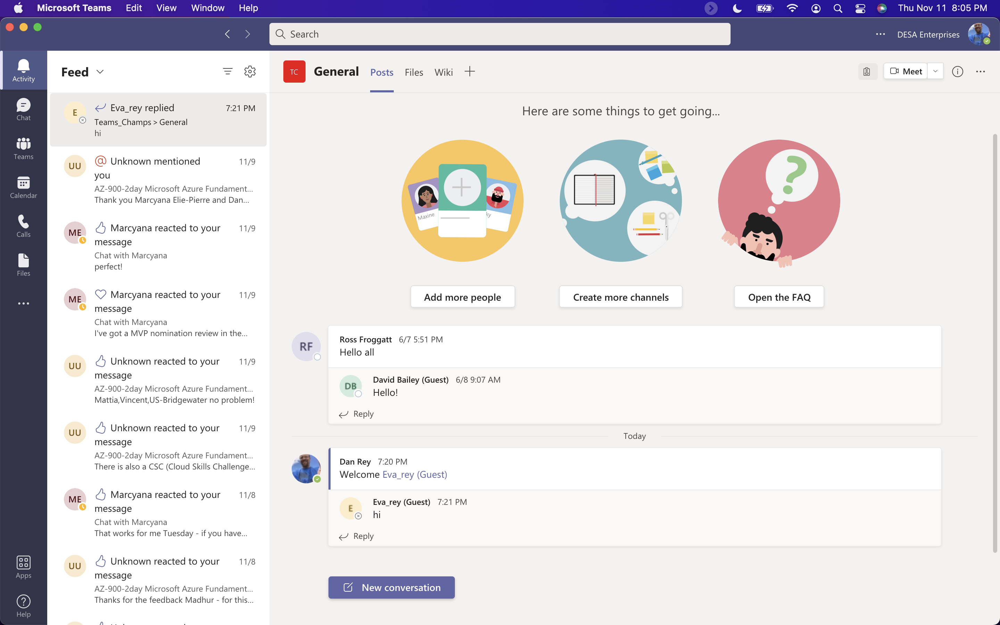 Microsoft Teams Edit View Window Help Thu Nov 11 8:05 PM
Search
DESA Enterprises
Activity
Chat
Teams
Calendar
Calls
Files
Apps
Help
Feed
Eva_rey replied 7:21 PM
Teams_Champs > General
hi
UU
@ Unknown mentioned 11/9
you
AZ-900-2day Microsoft Azure Fundament...
Thank you Marcyana Elie-Pierre and Dan...
ME
Marcyana reacted to your 11/9
message
Chat with Marcyana
perfect!
ME
Marcyana reacted to your 11/9
message
Chat with Marcyana
I've got a MVP nomination review in the...
UU
Unknown reacted to your 11/9
message
AZ-900-2day Microsoft Azure Fundament...
Mattia,Vincent,US-Bridgewater no problem!
UU
Unknown reacted to your 11/9
message
AZ-900-2day Microsoft Azure Fundament...
There is also a CSC (Cloud Skills Challenge...
ME
Marcyana reacted to your 11/8
message
Chat with Marcyana
That works for me Tuesday - if you have...
UU
Unknown reacted to your 11/8
message
AZ-900-2day Microsoft Azure Fundament...
Thanks for the feedback Madhur - for this...
E
TC General Posts Files Wiki
Meet
Here are some things to get going...
Maxine
ky
?
Add more people
Create more channels
Open the FAQ
RF
Ross Froggatt 6/7 5:51 PM
Hello all
DB
David Bailey (Guest) 6/8 9:07 AM
Hello!
Reply
Today
Dan Rey 7:20 PM
Welcome Eva_rey (Guest)
E
Eva_rey (Guest) 7:21 PM
hi
Reply
New conversation